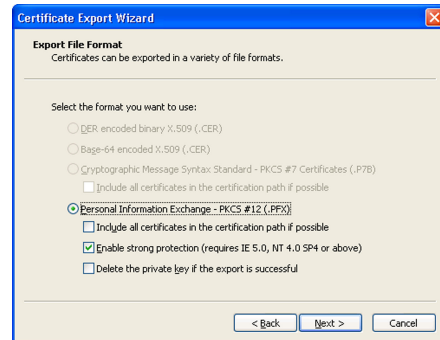 Certificate Export Wizard
Export File Format
Certificates can be exported in a variety of file formats.
Select the format you want to use:
DER encoded binary X.509 (.CER)
Base-64 encoded X.509 (.CER)
Cryptographic Message Syntax Standard - PKCS #7 Certificates (.P7B)
Include all certificates in the certification path if possible
Personal Information Exchange - PKCS #12 (.PFX)
Include all certificates in the certification path if possible
Enable strong protection (requires IE 5.0, NT 4.0 SP4 or above)
Delete the private key if the export is successful
< Back Next > Cancel